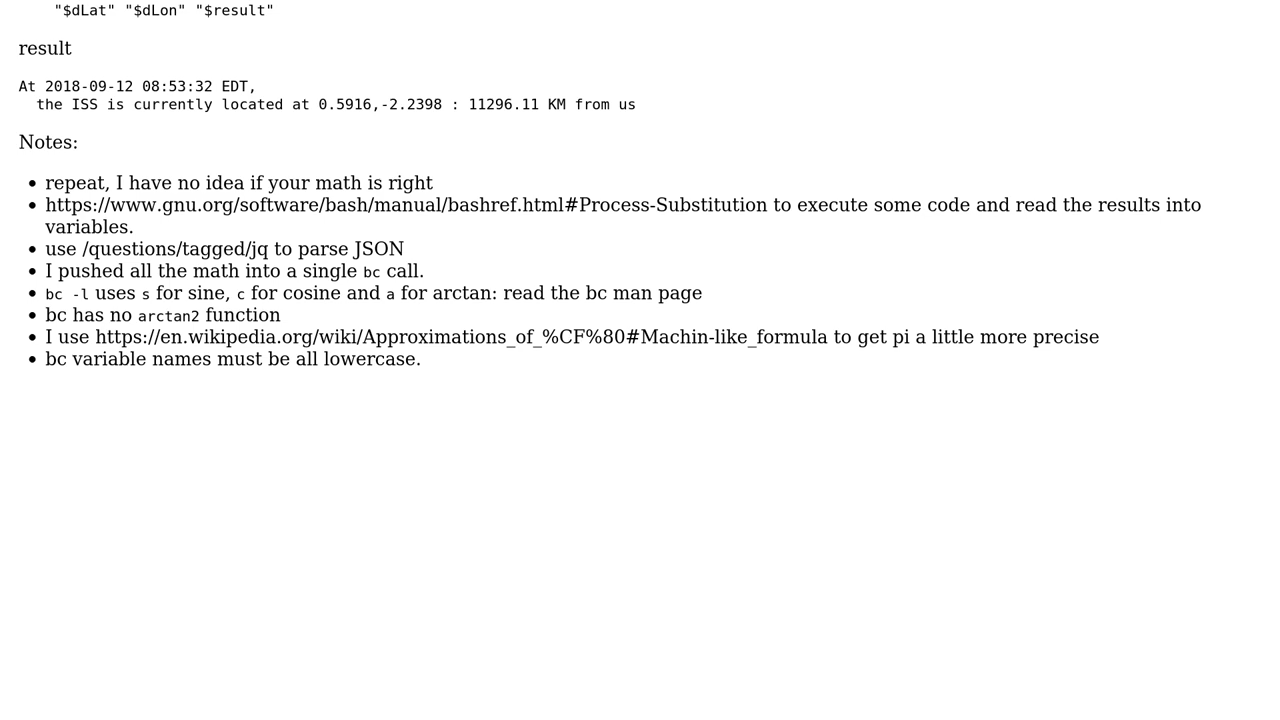 "$dLat" "$dLon" "$result"
result
At 2018-09-12 08:53:32 EDT,
the ISS is currently located at 0.5916,-2.2398 : 11296.11 KM from us
Notes:
• repeat, I have no idea if your math is right
• https://www.gnu.org/software/bash/manual/bashref.html#Process-Substitution to execute some code and read the results into
variables.
• use /questions/tagged/jq to parse JSON
• I pushed all the math into a single bc call.
• bc -l uses s for sine, c for cosine and a for arctan: read the bc man page
• bc has no arctan2 function
• I use https://en.wikipedia.org/wiki/Approximations_of_%CF%80#Machin-like_formula to get pi a little more precise
• bc variable names must be all lowercase.